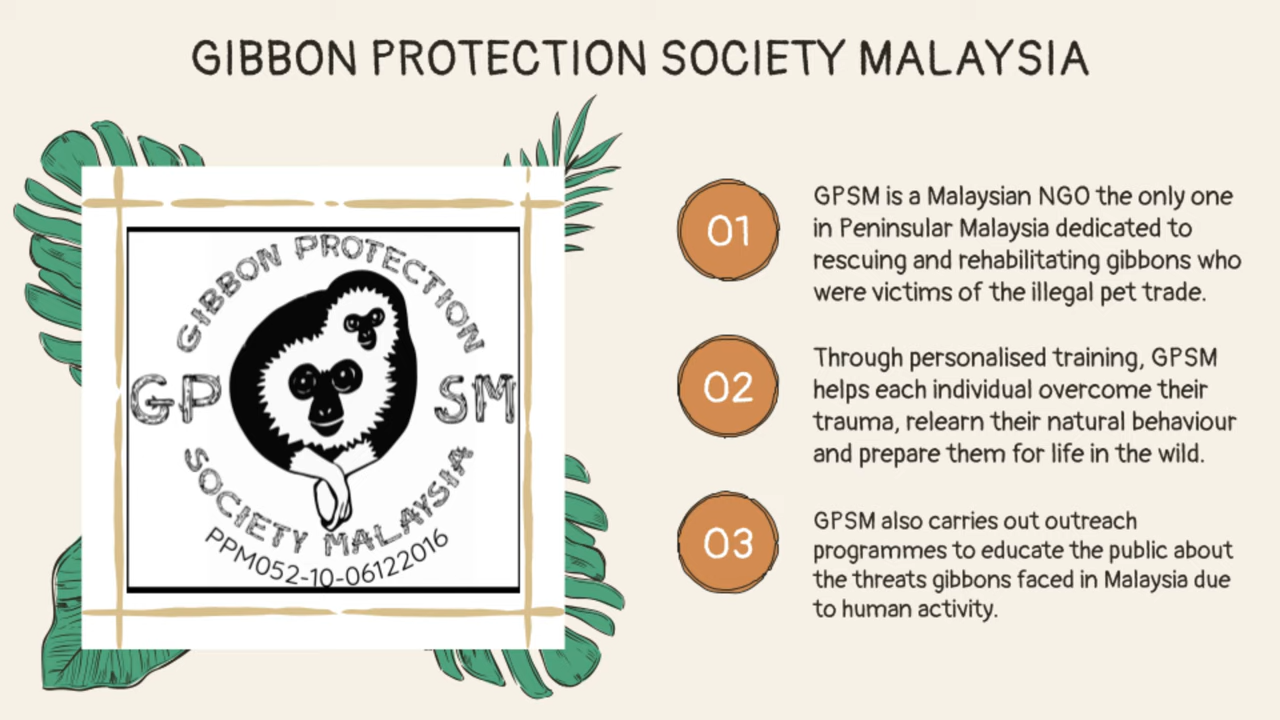 GIBBON PROTECTION SOCIETY MALAYSIA
GIBBON PROTECTION
GP SM
SOCIETY MALAYSIA
PPM052-10-06122016
01
GPSM is a Malaysian NGO the only one
in Peninsular Malaysia dedicated to
rescuing and rehabilitating gibbons who
were victims of the illegal pet trade.
02
Through personalised training, GPSM
helps each individual overcome their
trauma, relearn their natural behaviour
and prepare them for life in the wild.
03
GPSM also carries out outreach
programmes to educate the public about
the threats gibbons faced in Malaysia due
to human activity.